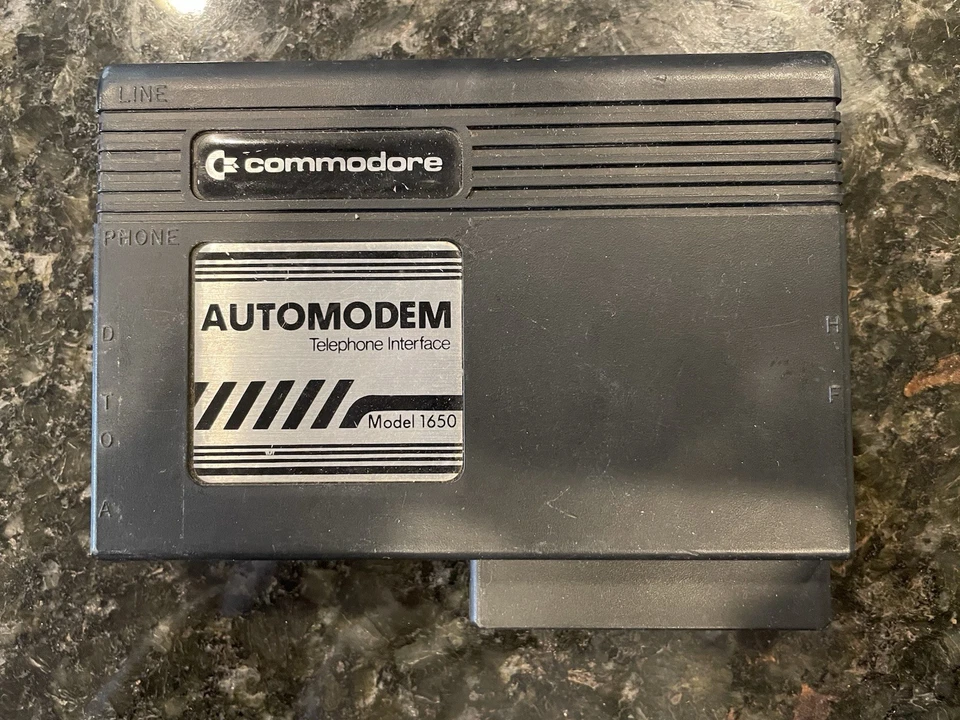 LINE
commodore
PHONE
AUTOMODEM
Telephone Interface
D
H
T
F
Model 1650
O
A